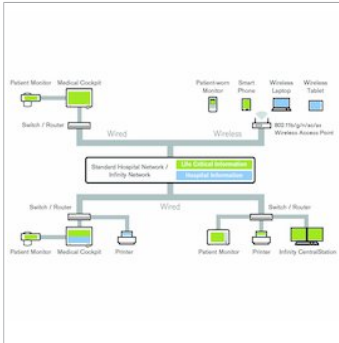 Patient Monitor
Medical Cockpit
Patient-worn
Monitor
Smart
Phone
Wireless
Laptop
Wireless
Tablet
Switch / Router
Wired
Wireless
802.11b/g/n/ac/ax
Wireless Access Point
Standard Hospital Network /
Infinity Network
Life Critical Information
Hospital Information
Switch / Router
Wired
Switch / Router
Patient Monitor
Medical Cockpit
Printer
Patient Monitor
Printer
Infinity CentralStation